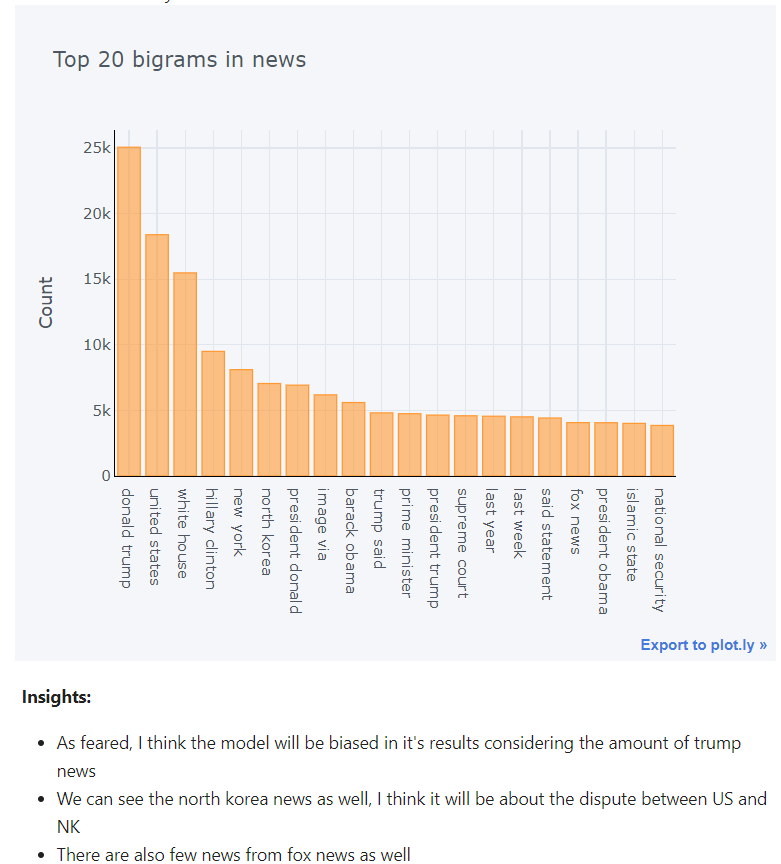 Top 20 bigrams in news
Count
25k
20k
15k
10k
5k
0
donald trump
united states
white house
hillary clinton
new york
north korea
president donald
image via
barack obama
trump said
prime minister
president trump
supreme court
last year
last week
said statement
fox news
president obama
islamic state
national security
Export to plot.ly »
Insights:
• As feared, I think the model will be biased in it's results considering the amount of trump
news
• We can see the north korea news as well, I think it will be about the dispute between US and
NK
• There are also few news from fox news as well